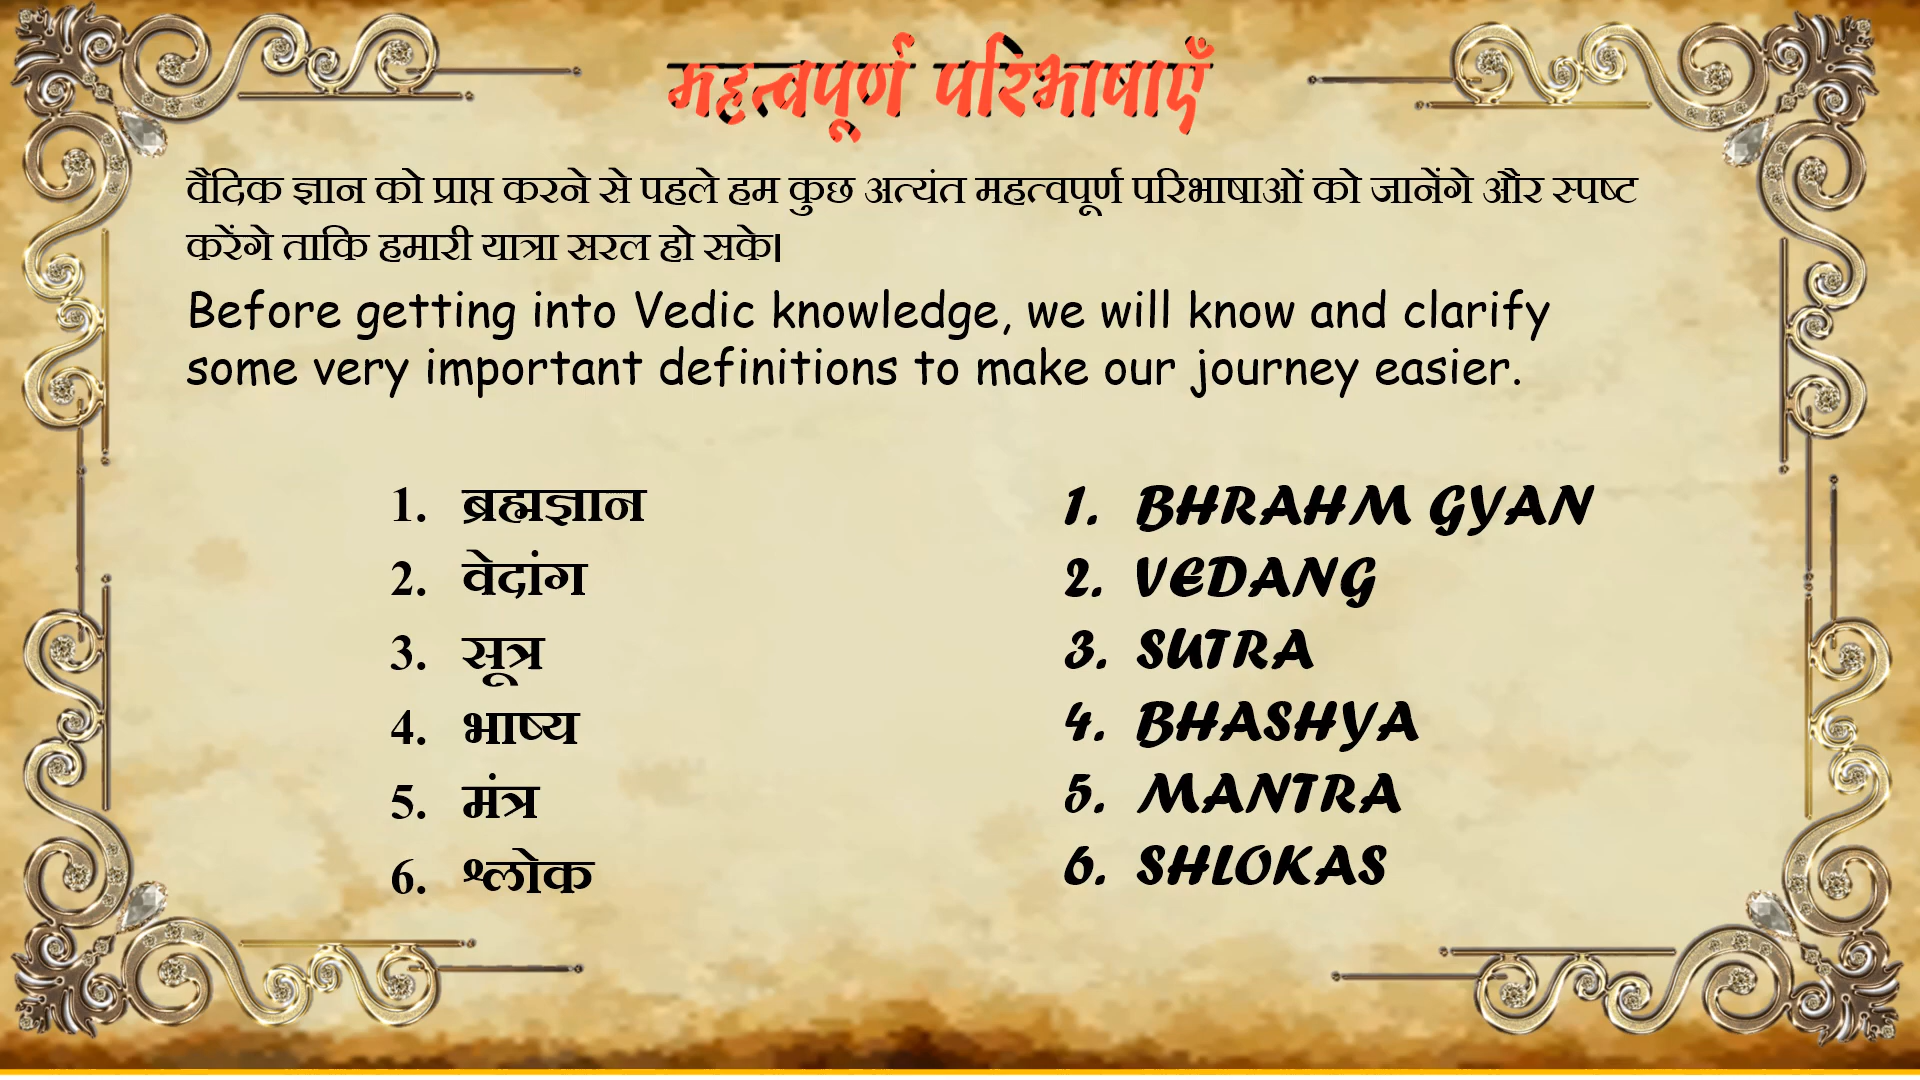 महत्वपूर्ण परिभाषाएँ
वैदिक ज्ञान को प्राप्त करने से पहले हम कुछ अत्यंत महत्वपूर्ण परिभाषाओं को जानेंगे और स्पष्ट
करेंगे ताकि हमारी यात्रा सरल हो सके।
Before getting into Vedic knowledge, we will know and clarify
some very important definitions to make our journey easier.
1. ब्रह्मज्ञान
2. वेदांग
3. सूत्र
4. भाष्य
5. मंत्र
6. श्लोक
1. BHRAHM GYAN
2. VEDANG
3. SUTRA
4. BHASHYA
5. MANTRA
6. SHLOKAS